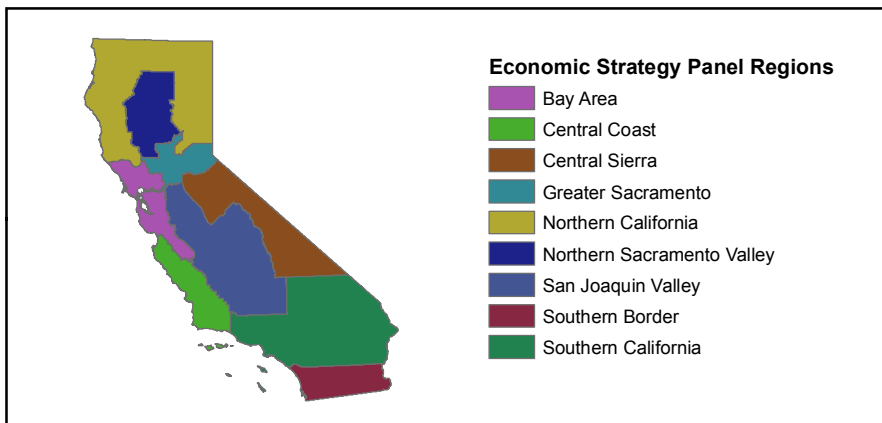 Economic Strategy Panel Regions
Bay Area
Central Coast
Central Sierra
Greater Sacramento
Northern California
Northern Sacramento Valley
San Joaquin Valley
Southern Border
Southern California